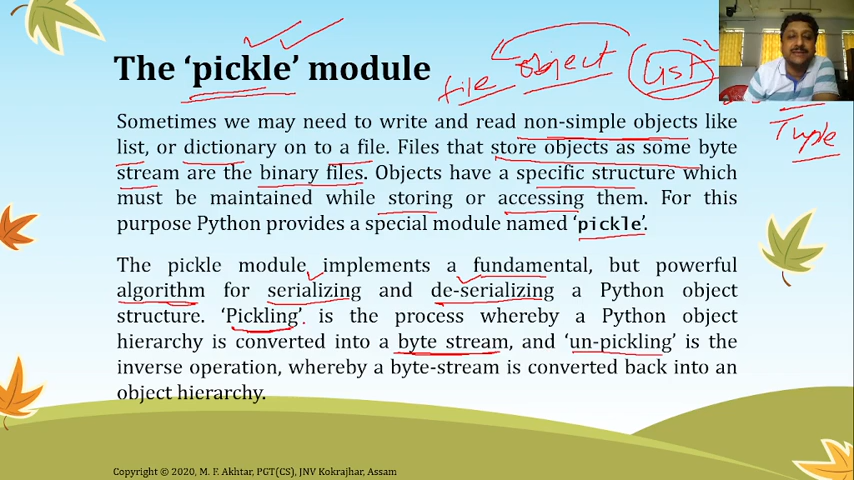 The ‘pickle’ module
file object List
Tuple
Sometimes we may need to write and read non-simple objects like
list, or dictionary on to a file. Files that store objects as some byte
stream are the binary files. Objects have a specific structure which
must be maintained while storing or accessing them. For this
purpose Python provides a special module named ‘pickle’.
The pickle module implements a fundamental, but powerful
algorithm for serializing and de-serializing a Python object
structure. ‘Pickling’ is the process whereby a Python object
hierarchy is converted into a byte stream, and ‘un-pickling’ is the
inverse operation, whereby a byte-stream is converted back into an
object hierarchy.
Copyright © 2020, M. F. Akhtar, PGT(CS), JNV Kokrajhar, Assam